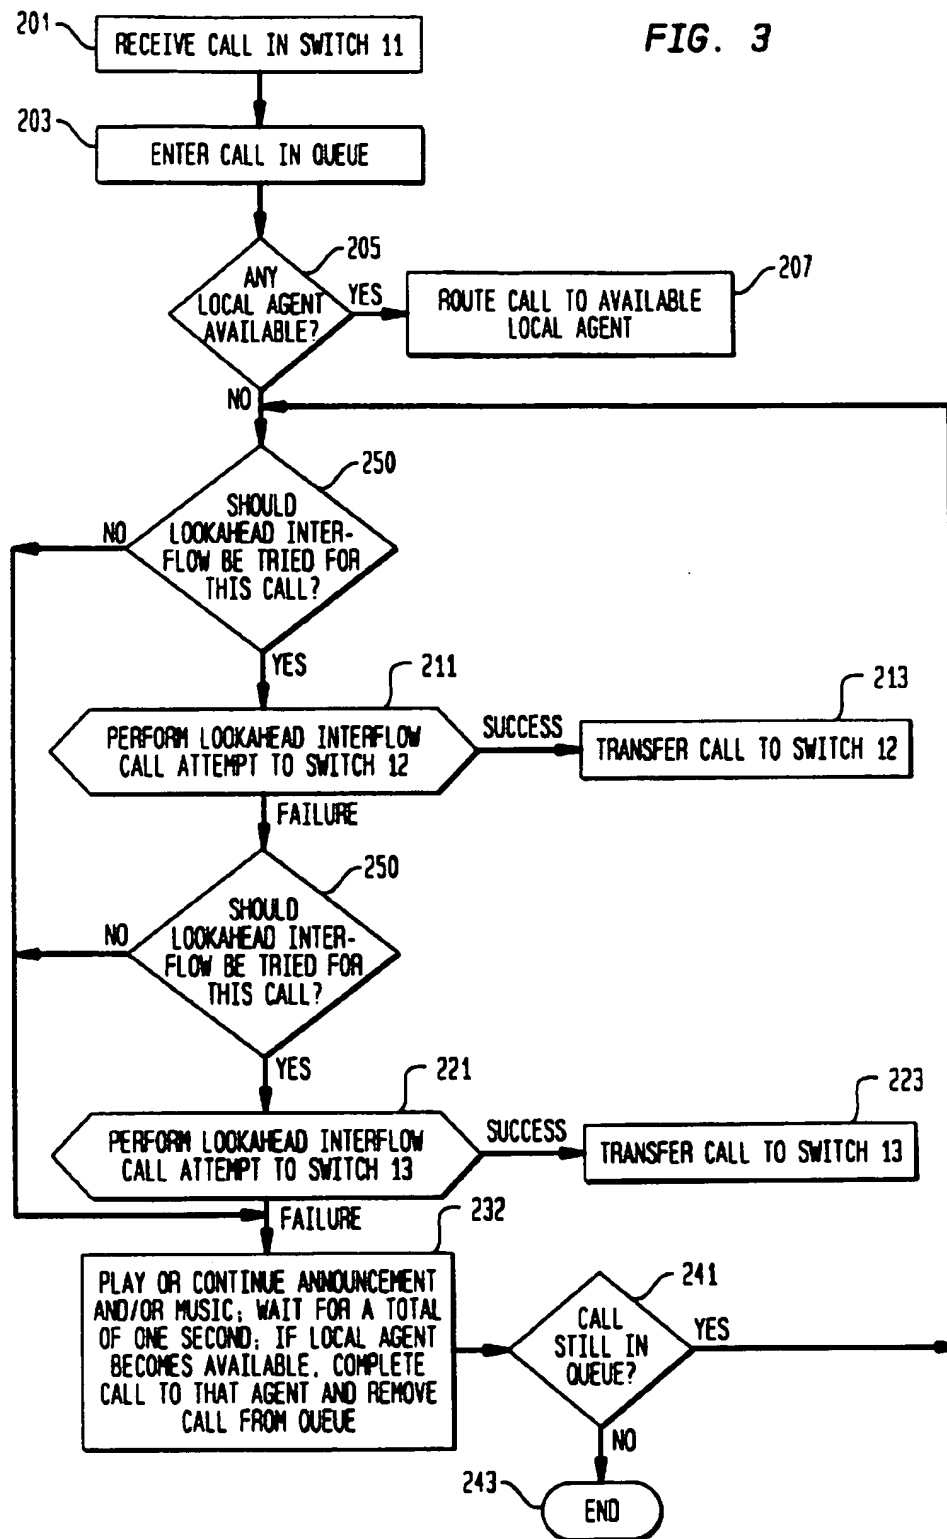 FIG. 3
201
RECEIVE CALL IN SWITCH 11
203
ENTER CALL IN QUEUE
205
ANY
LOCAL AGENT
AVAILABLE?
YES
207
ROUTE CALL TO AVAILABLE
LOCAL AGENT
NO
250
SHOULD
LOOKAHEAD INTER-
FLOW BE TRIED FOR
THIS CALL?
NO
YES
211
PERFORM LOOKAHEAD INTERFLOW
CALL ATTEMPT TO SWITCH 12
SUCCESS
213
TRANSFER CALL TO SWITCH 12
FAILURE
250
SHOULD
LOOKAHEAD INTER-
FLOW BE TRIED FOR
THIS CALL?
NO
YES
221
PERFORM LOOKAHEAD INTERFLOW
CALL ATTEMPT TO SWITCH 13
SUCCESS
223
TRANSFER CALL TO SWITCH 13
FAILURE
232
PLAY OR CONTINUE ANNOUNCEMENT
AND/OR MUSIC; WAIT FOR A TOTAL
OF ONE SECOND; IF LOCAL AGENT
BECOMES AVAILABLE, COMPLETE
CALL TO THAT AGENT AND REMOVE
CALL FROM QUEUE
241
CALL
STILL IN
QUEUE?
YES
NO
243
END